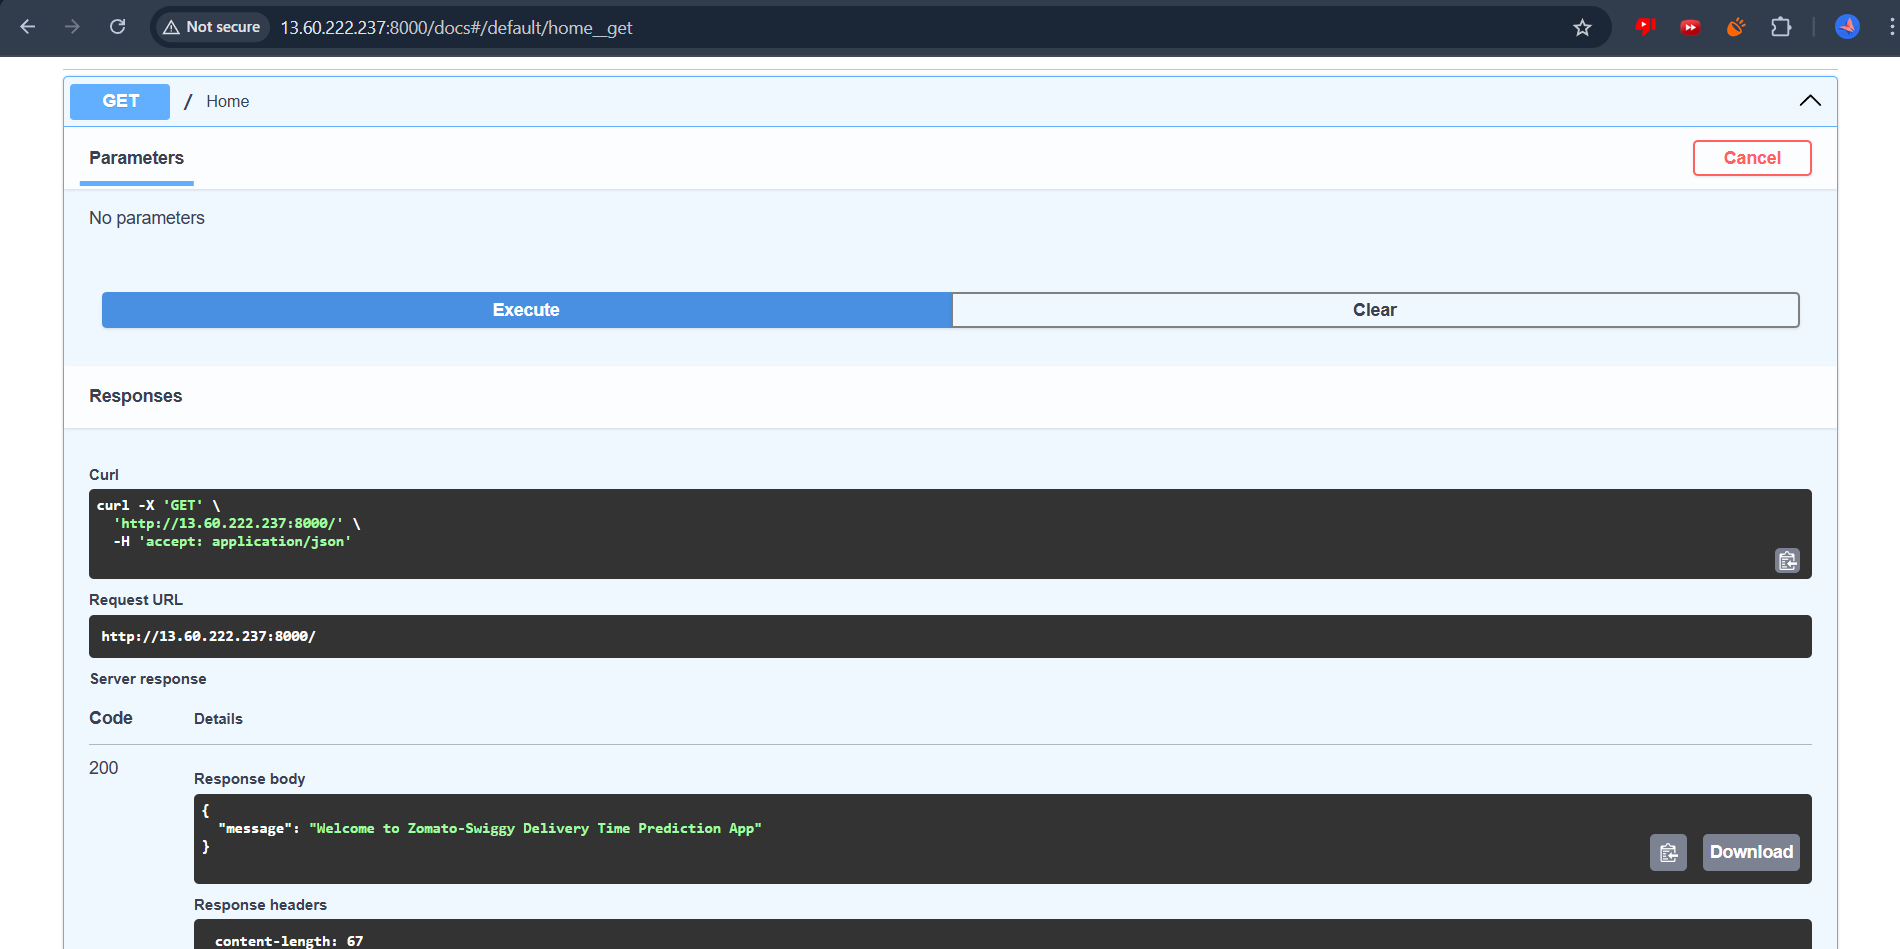 Not secure 13.60.222.237:8000/docs#/default/home__get
GET / Home
Parameters Cancel
No parameters
Execute Clear
Responses
Curl
curl -X 'GET' \
'http://13.60.222.237:8000/' \
-H 'accept: application/json'
Request URL
http://13.60.222.237:8000/
Server response
Code Details
200
Response body
{
"message": "Welcome to Zomato-Swiggy Delivery Time Prediction App"
}
Download
Response headers
content-length: 67